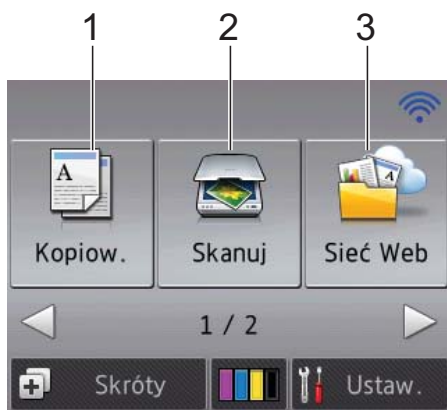 1 2 3
A
A
Kopiow. Skanuj Sieć Web
1 / 2
Skróty Ustaw.